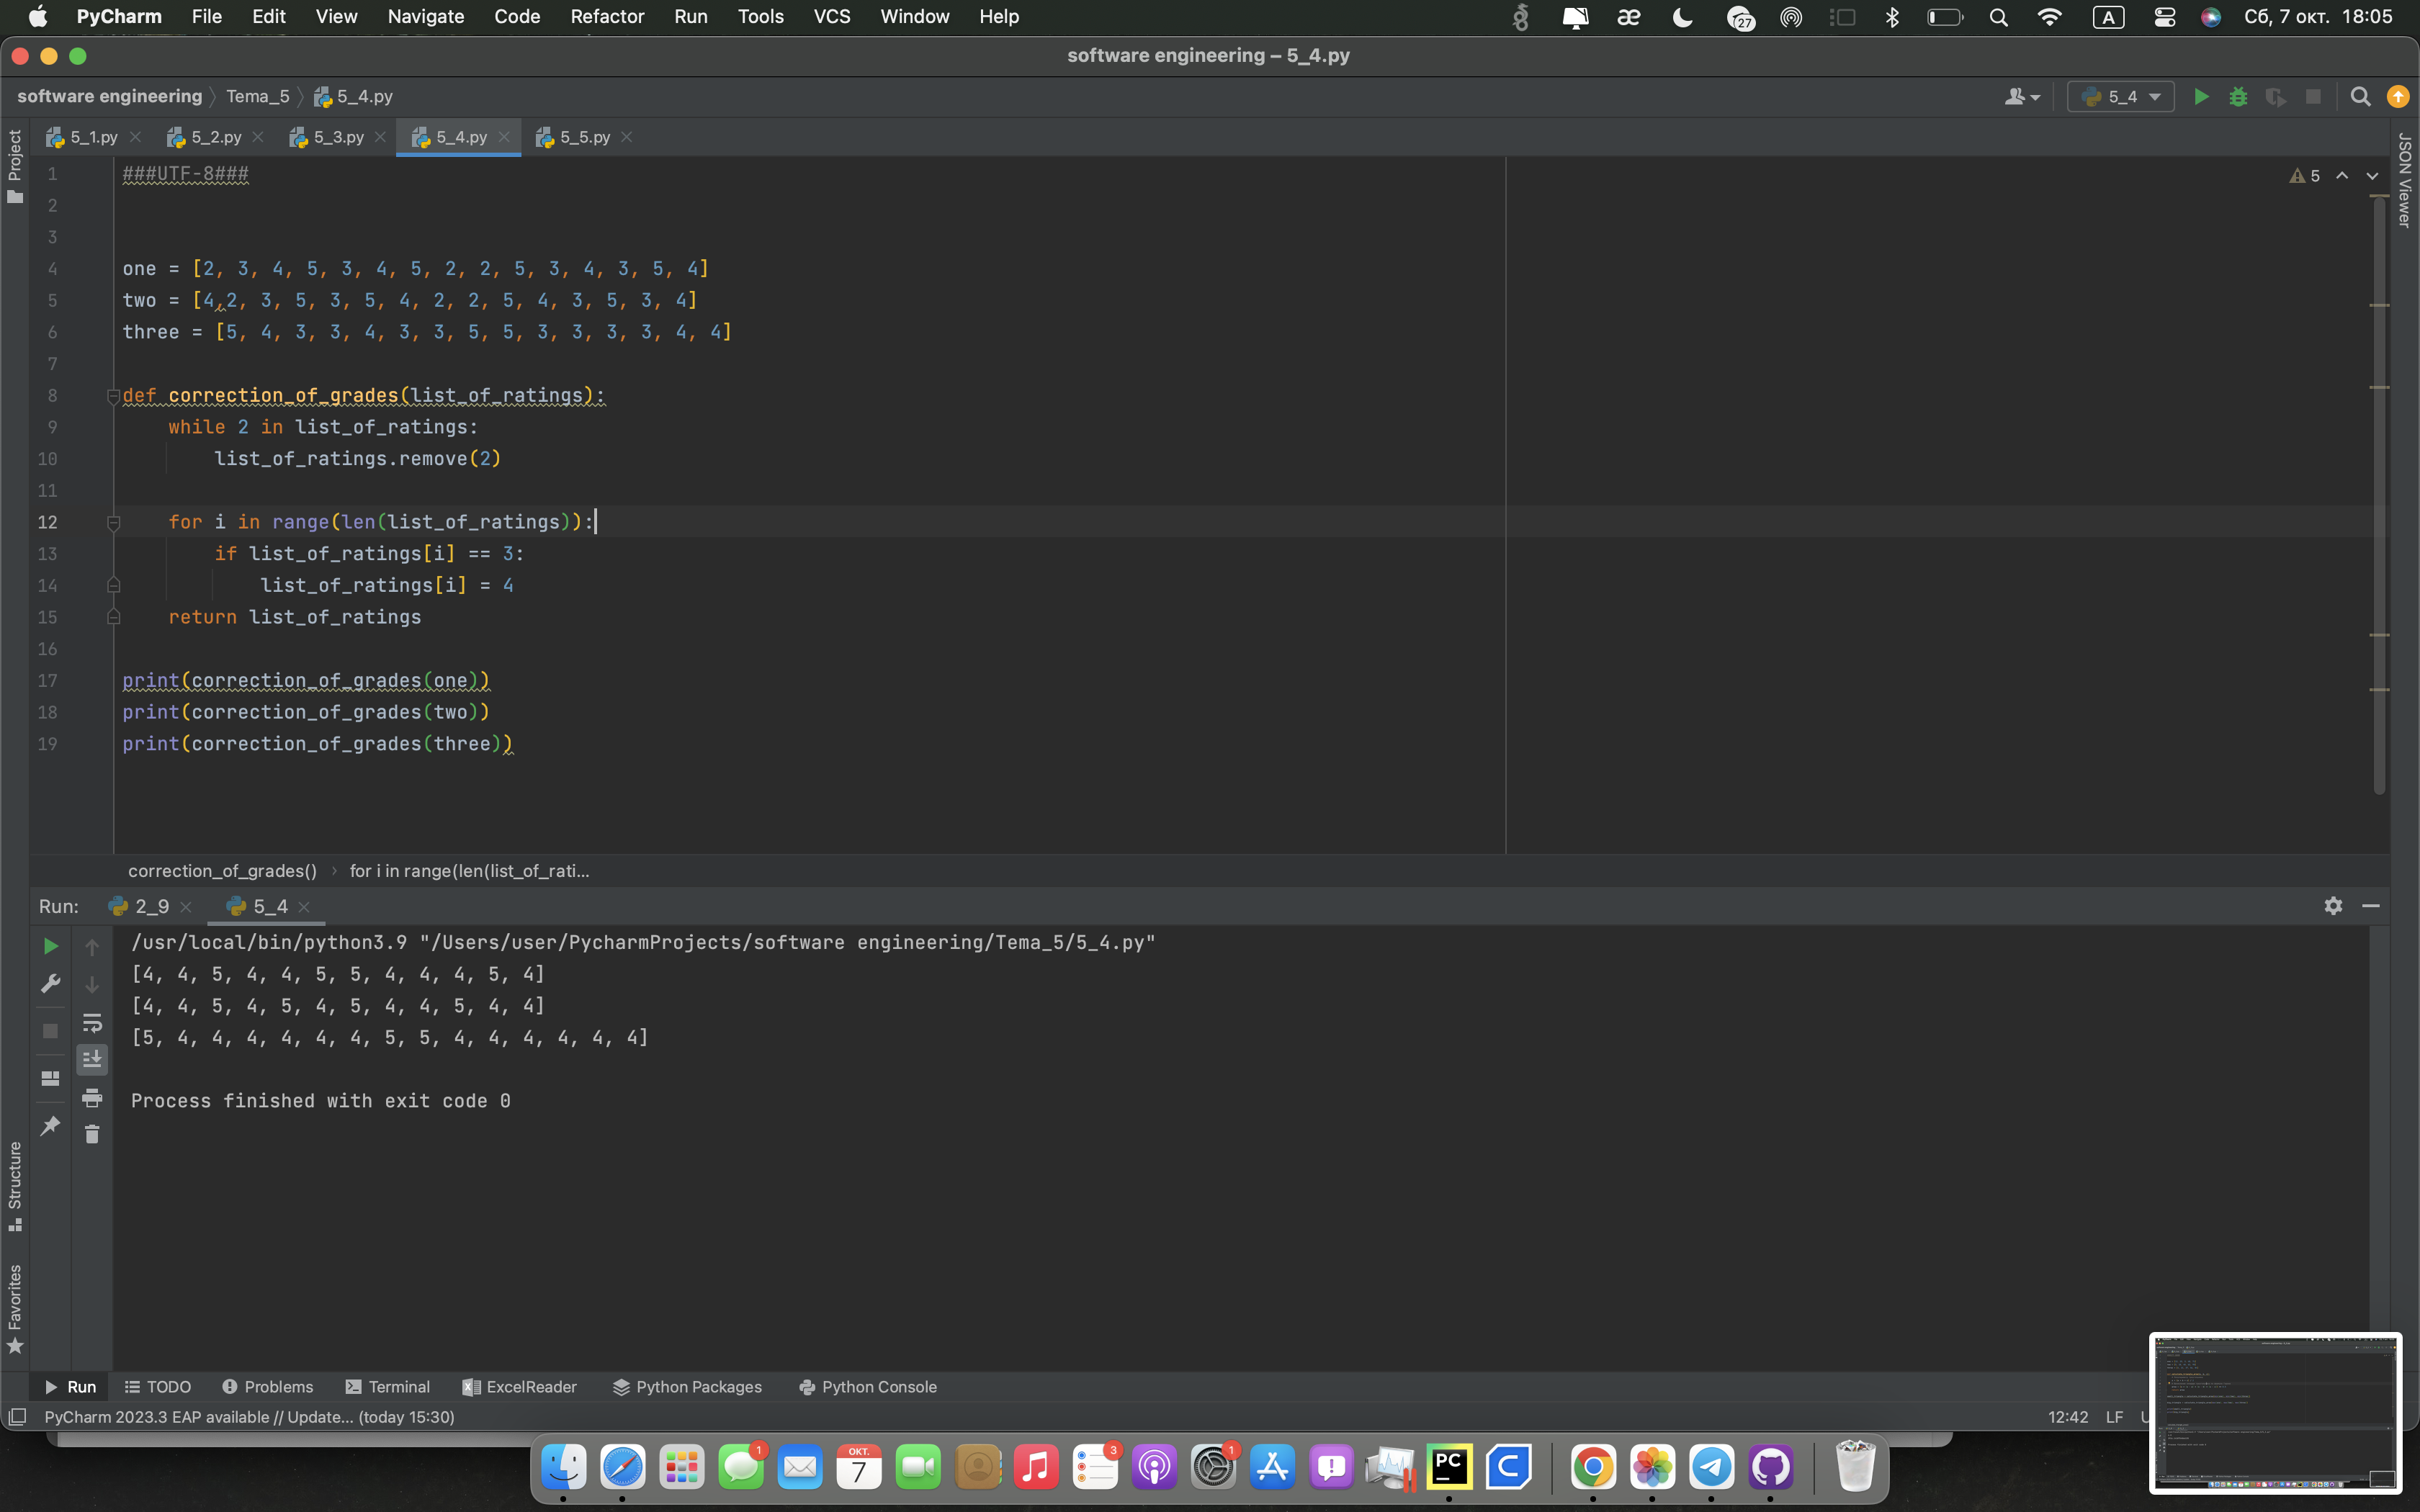 PyCharm File Edit View Navigate Code Refactor Run Tools VCS Window Help 27 A Сб, 7 окт. 18:05
software engineering – 5_4.py
software engineering Tema_5 5_4.py 5_4
Project 5_1.py 5_2.py 5_3.py 5_4.py 5_5.py JSON Viewer
1 ###UTF-8### 5
2
3
4 one = [2, 3, 4, 5, 3, 4, 5, 2, 2, 5, 3, 4, 3, 5, 4]
5 two = [4,2, 3, 5, 3, 5, 4, 2, 2, 5, 4, 3, 5, 3, 4]
6 three = [5, 4, 3, 3, 4, 3, 3, 5, 5, 3, 3, 3, 3, 4, 4]
7
8 def correction_of_grades(list_of_ratings):
9 while 2 in list_of_ratings:
10 list_of_ratings.remove(2)
11
12 for i in range(len(list_of_ratings)):
13 if list_of_ratings[i] == 3:
14 list_of_ratings[i] = 4
15 return list_of_ratings
16
17 print(correction_of_grades(one))
18 print(correction_of_grades(two))
19 print(correction_of_grades(three))
correction_of_grades() › for i in range(len(list_of_rati...
Run: 2_9 5_4
/usr/local/bin/python3.9 "/Users/user/PycharmProjects/software engineering/Tema_5/5_4.py"
[4, 4, 5, 4, 4, 5, 5, 4, 4, 4, 5, 4]
[4, 4, 5, 4, 5, 4, 5, 4, 4, 5, 4, 4]
[5, 4, 4, 4, 4, 4, 4, 5, 5, 4, 4, 4, 4, 4, 4]
Process finished with exit code 0
Structure
Favorites
Run TODO Problems Terminal ExcelReader Python Packages Python Console
PyCharm 2023.3 EAP available // Update... (today 15:30) 12:42 LF
1 ОКТ. 7 3 1 PC C